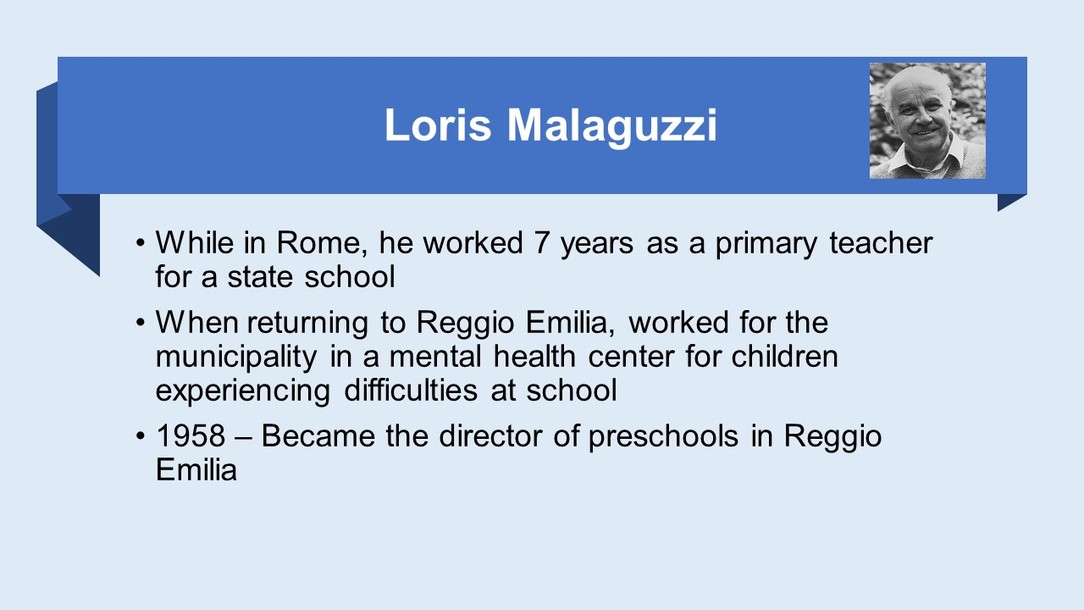 Loris Malaguzzi
• While in Rome, he worked 7 years as a primary teacher
for a state school
• When returning to Reggio Emilia, worked for the
municipality in a mental health center for children
experiencing difficulties at school
• 1958 – Became the director of preschools in Reggio
Emilia